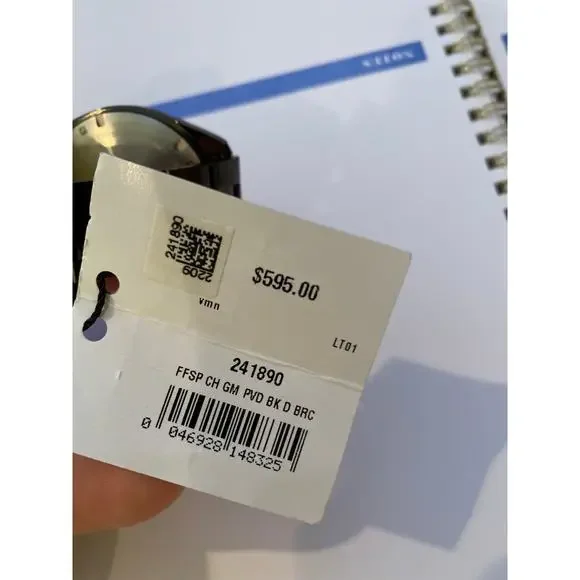 241890
2209
$595.00
vmn
LT01
241890
FFSP CH GM PVD BK D BRC
0 046928 148325